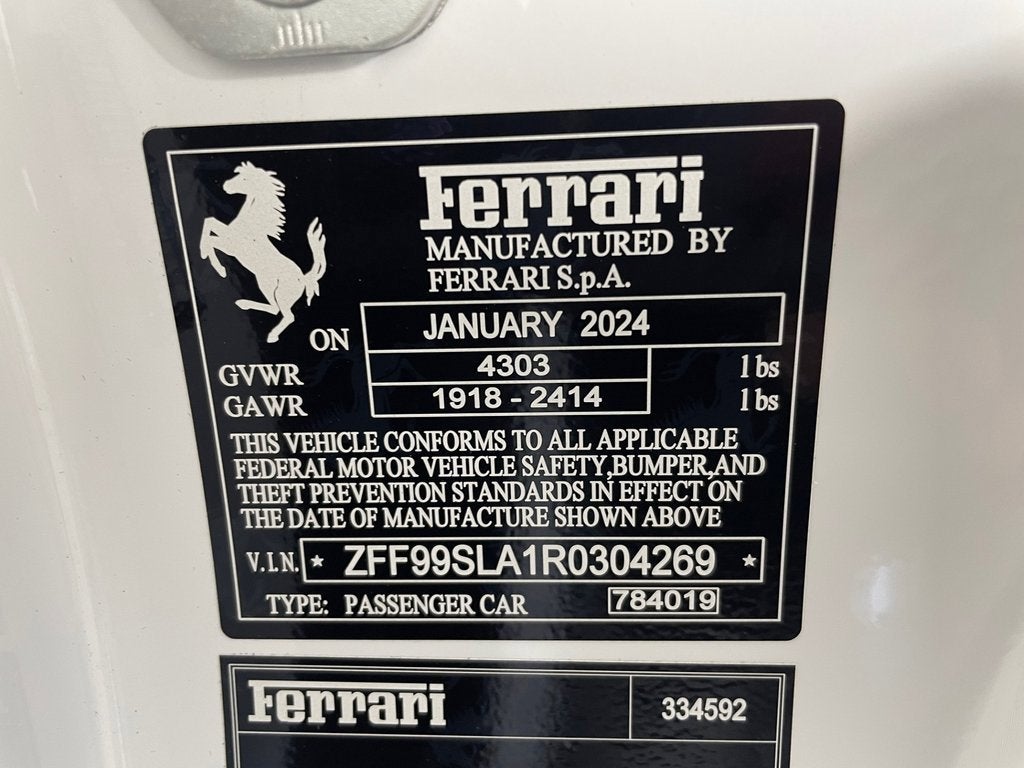 Ferrari
MANUFACTURED BY
FERRARI S.p.A.
ON JANUARY 2024
GVWR 4303 lbs
GAWR 1918 - 2414 lbs
THIS VEHICLE CONFORMS TO ALL APPLICABLE
FEDERAL MOTOR VEHICLE SAFETY,BUMPER,AND
THEFT PREVENTION STANDARDS IN EFFECT ON
THE DATE OF MANUFACTURE SHOWN ABOVE
V.I.N. * ZFF99SLA1R0304269 *
TYPE: PASSENGER CAR 784019
Ferrari 334592